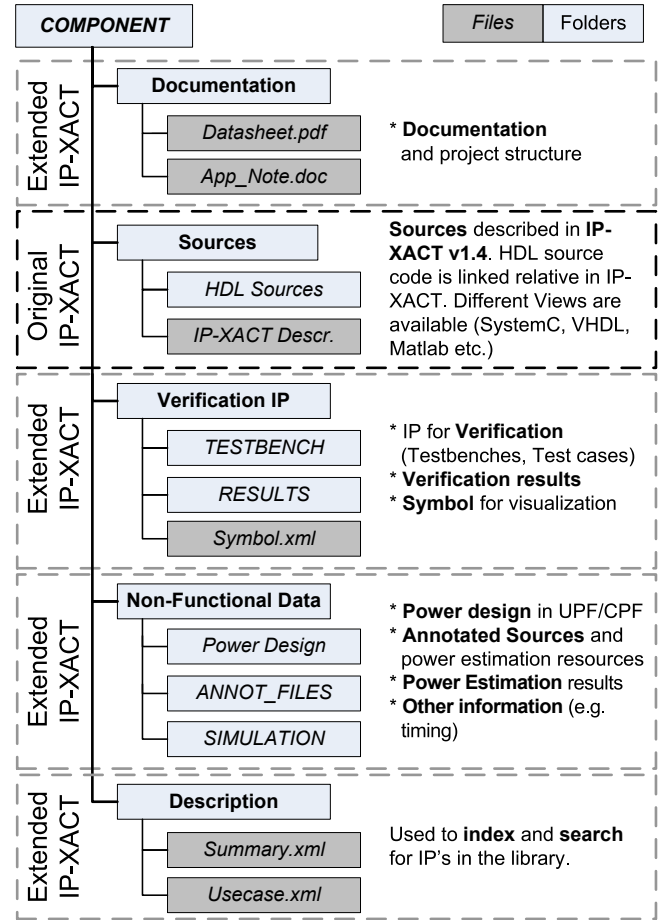 COMPONENT
Files
Folders
Extended
IP-XACT
Documentation
Datasheet.pdf
App_Note.doc
* Documentation
and project structure
Original
IP-XACT
Sources
HDL Sources
IP-XACT Descr.
Sources described in IP-
XACT v1.4. HDL source
code is linked relative in IP-
XACT. Different Views are
available (SystemC, VHDL,
Matlab etc.)
Extended
IP-XACT
Verification IP
TESTBENCH
RESULTS
Symbol.xml
* IP for Verification
(Testbenches, Test cases)
* Verification results
* Symbol for visualization
Extended
IP-XACT
Non-Functional Data
Power Design
ANNOT_FILES
SIMULATION
* Power design in UPF/CPF
* Annotated Sources and
power estimation resources
* Power Estimation results
* Other information (e.g.
timing)
Extended
IP-XACT
Description
Summary.xml
Usecase.xml
Used to index and search
for IP's in the library.